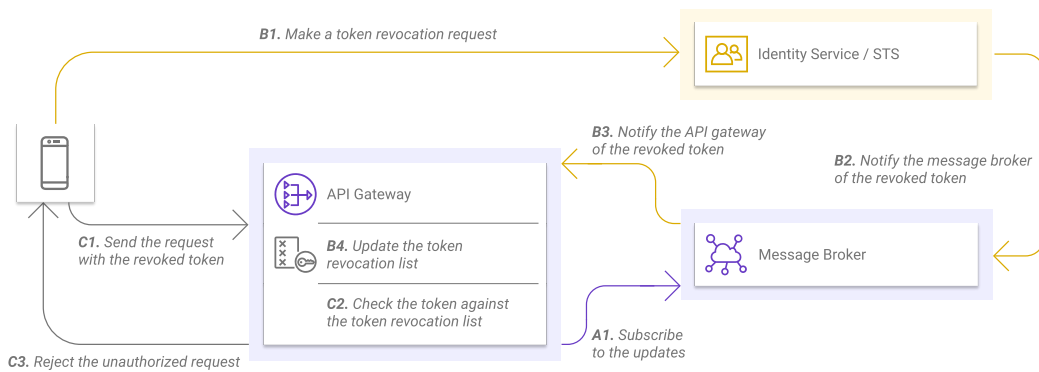 B1. Make a token revocation request
Identity Service / STS
B3. Notify the API gateway
of the revoked token
B2. Notify the message broker
of the revoked token
API Gateway
C1. Send the request
with the revoked token
B4. Update the token
revocation list
Message Broker
C2. Check the token against
the token revocation list
A1. Subscribe
to the updates
C3. Reject the unauthorized request